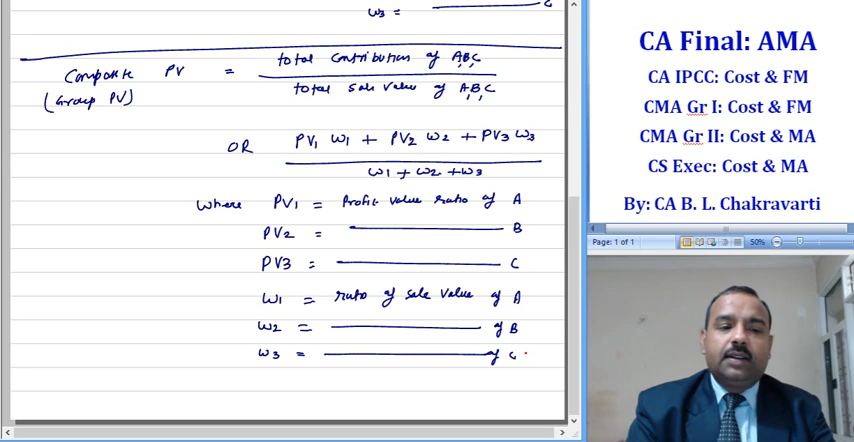 w3 = ——— C
Composite PV = total Contribution of A,B,C
(Group PV) total sale value of A,B,C
OR PV1 w1 + PV2 w2 + PV3 w3
w1 + w2 + w3
where PV1 = Profit value ratio of A
PV2 = ——— B
PV3 = ——— C
w1 = ratio of sale value of A
w2 = ——— of B
w3 = ——— of C
CA Final: AMA
CA IPCC: Cost & FM
CMA Gr I: Cost & FM
CMA Gr II: Cost & MA
CS Exec: Cost & MA
By: CA B. L. Chakravarti
Page: 1 of 1 50%